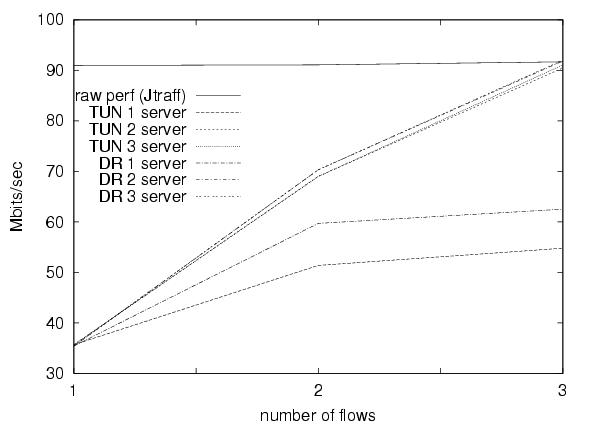 100
90
80
70
60
50
40
30
Mbits/sec
raw perf (Jtraff)
TUN 1 server
TUN 2 server
TUN 3 server
DR 1 server
DR 2 server
DR 3 server
1
2
3
number of flows